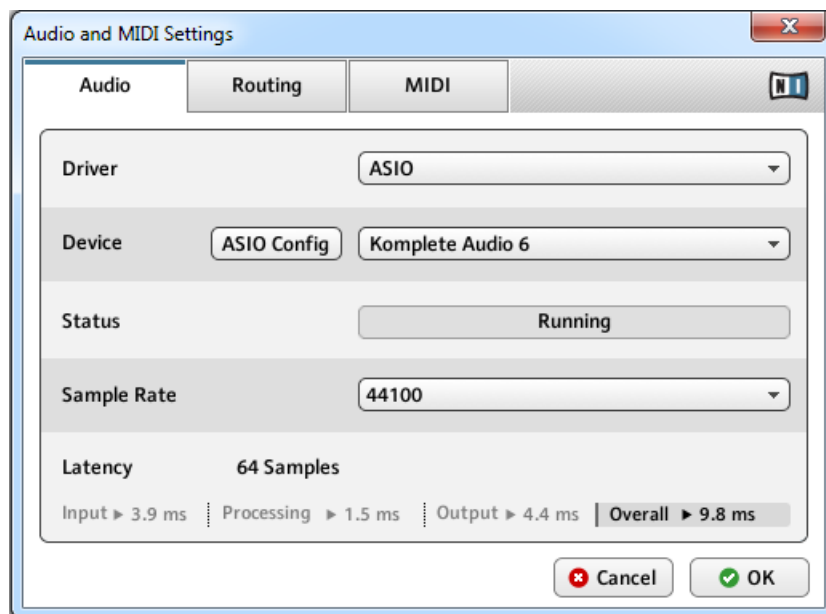 Audio and MIDI Settings
Audio Routing MIDI NI
Driver ASIO
Device ASIO Config Komplete Audio 6
Status Running
Sample Rate 44100
Latency 64 Samples
Input ▸ 3.9 ms Processing ▸ 1.5 ms Output ▸ 4.4 ms Overall ▸ 9.8 ms
Cancel OK